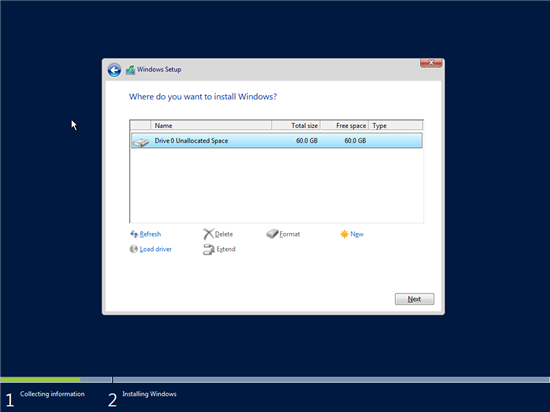 Windows Setup
Where do you want to install Windows?
Name Total size Free space Type
Drive 0 Unallocated Space 60.0 GB 60.0 GB
Refresh Delete Format New
Load driver Extend
Next
1 Collecting information 2 Installing Windows